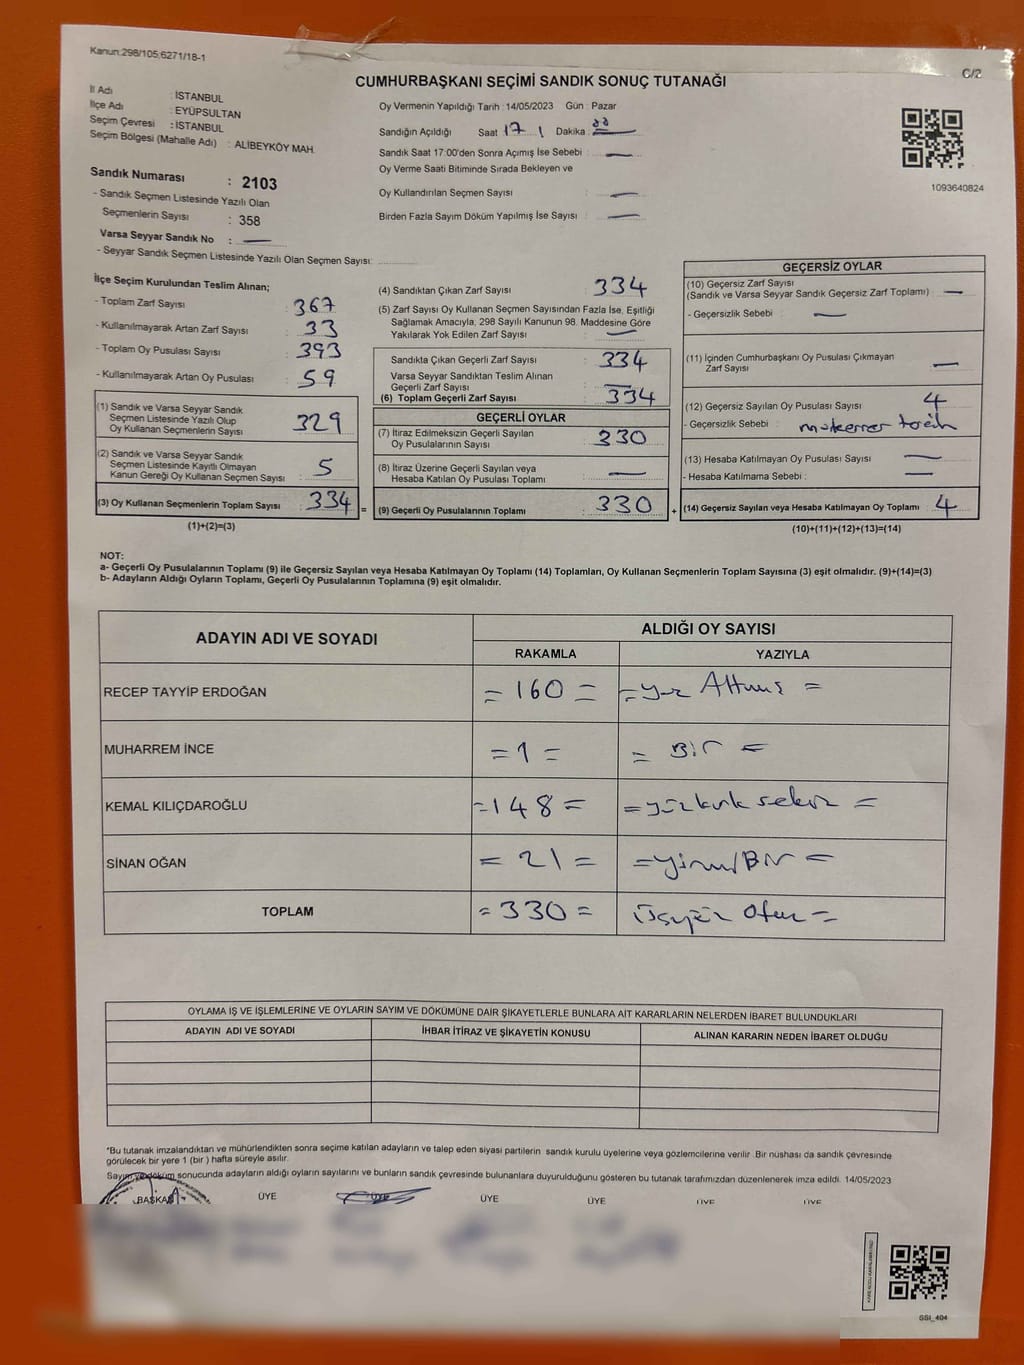 Kanun:298/105;6271/18-1
C/2
CUMHURBAŞKANI SEÇİMİ SANDIK SONUÇ TUTANAĞI
İl Adı : İSTANBUL
İlçe Adı : EYÜPSULTAN
Seçim Çevresi : İSTANBUL
Seçim Bölgesi (Mahalle Adı) : ALİBEYKÖY MAH.
Sandık Numarası : 2103
- Sandık Seçmen Listesinde Yazılı Olan
Seçmenlerin Sayısı : 358
Varsa Seyyar Sandık No : —
- Seyyar Sandık Seçmen Listesinde Yazılı Olan Seçmen Sayısı:
Oy Vermenin Yapıldığı Tarih : 14/05/2023 Gün : Pazar
Sandığın Açıldığı Saat 17 Dakika :
Sandık Saat 17:00'den Sonra Açımış İse Sebebi : —
Oy Verme Saati Bitiminde Sırada Bekleyen ve
Oy Kullandırılan Seçmen Sayısı : —
Birden Fazla Sayım Döküm Yapılmış İse Sayısı : —
1093640824
İlçe Seçim Kurulundan Teslim Alınan;
- Toplam Zarf Sayısı : 367
- Kullanılmayarak Artan Zarf Sayısı : 33
- Toplam Oy Pusulası Sayısı : 393
- Kullanılmayarak Artan Oy Pusulası : 59
(1) Sandık ve Varsa Seyyar Sandık
Seçmen Listesinde Yazılı Olup
Oy Kullanan Seçmenlerin Sayısı : 329
(2) Sandık ve Varsa Seyyar Sandık
Seçmen Listesinde Kayıtlı Olmayan
Kanun Gereği Oy Kullanan Seçmen Sayısı : 5
(3) Oy Kullanan Seçmenlerin Toplam Sayısı : 334 =
(1)+(2)=(3)
(4) Sandıktan Çıkan Zarf Sayısı : 334
(5) Zarf Sayısı Oy Kullanan Seçmen Sayısından Fazla İse, Eşitliği
Sağlamak Amacıyla, 298 Sayılı Kanunun 98. Maddesine Göre
Yakılarak Yok Edilen Zarf Sayısı : —
Sandıkta Çıkan Geçerli Zarf Sayısı : 334
Varsa Seyyar Sandıktan Teslim Alınan
Geçerli Zarf Sayısı : —
(6) Toplam Geçerli Zarf Sayısı : 334
GEÇERLİ OYLAR
(7) İtiraz Edilmeksizin Geçerli Sayılan
Oy Pusulalarının Sayısı : 330
(8) İtiraz Üzerine Geçerli Sayılan veya
Hesaba Katılan Oy Pusulası Toplamı : —
(9) Geçerli Oy Pusulalarının Toplamı : 330 +
GEÇERSİZ OYLAR
(10) Geçersiz Zarf Sayısı
(Sandık ve Varsa Seyyar Sandık Geçersiz Zarf Toplamı) : —
- Geçersizlik Sebebi : —
(11) İçinden Cumhurbaşkanı Oy Pusulası Çıkmayan
Zarf Sayısı : —
(12) Geçersiz Sayılan Oy Pusulası Sayısı : 4
- Geçersizlik Sebebi : mükerrer tercih
(13) Hesaba Katılmayan Oy Pusulası Sayısı : —
- Hesaba Katılmama Sebebi : —
(14) Geçersiz Sayılan veya Hesaba Katılmayan Oy Toplamı : 4
(10)+(11)+(12)+(13)=(14)
NOT:
a- Geçerli Oy Pusulalarının Toplamı (9) ile Geçersiz Sayılan veya Hesaba Katılmayan Oy Toplamı (14) Toplamları, Oy Kullanan Seçmenlerin Toplam Sayısına (3) eşit olmalıdır. (9)+(14)=(3)
b- Adayların Aldığı Oyların Toplamı, Geçerli Oy Pusulalarının Toplamına (9) eşit olmalıdır.
ADAYIN ADI VE SOYADI
ALDIĞI OY SAYISI
RAKAMLA YAZIYLA
RECEP TAYYİP ERDOĞAN = 160 = = yüz Altmış =
MUHARREM İNCE = 1 = = Bir =
KEMAL KILIÇDAROĞLU = 148 = = yüz kırk sekiz =
SİNAN OĞAN = 21 = = yirmi Bir =
TOPLAM = 330 = Üçyüz Otuz =
OYLAMA İŞ VE İŞLEMLERİNE VE OYLARIN SAYIM VE DÖKÜMÜNE DAİR ŞİKAYETLERLE BUNLARA AİT KARARLARIN NELERDEN İBARET BULUNDUKLARI
ADAYIN ADI VE SOYADI İHBAR İTİRAZ VE ŞİKAYETİN KONUSU ALINAN KARARIN NEDEN İBARET OLDUĞU
*Bu tutanak imzalandıktan ve mühürlendikten sonra seçime katılan adayların ve talep eden siyasi partilerin sandık kurulu üyelerine veya gözlemcilerine verilir. Bir nüshası da sandık çevresinde
görülecek bir yere 1 (bir) hafta süreyle asılır.
Sayım ve döküm sonucunda adayların aldığı oyların sayılarını ve bunların sandık çevresinde bulunanlara duyurulduğunu gösteren bu tutanak tarafımızdan düzenlenerek imza edildi. 14/05/2023
BAŞKAN ÜYE ÜYE ÜYE ÜYE ÜYE ÜYE
SSI_404